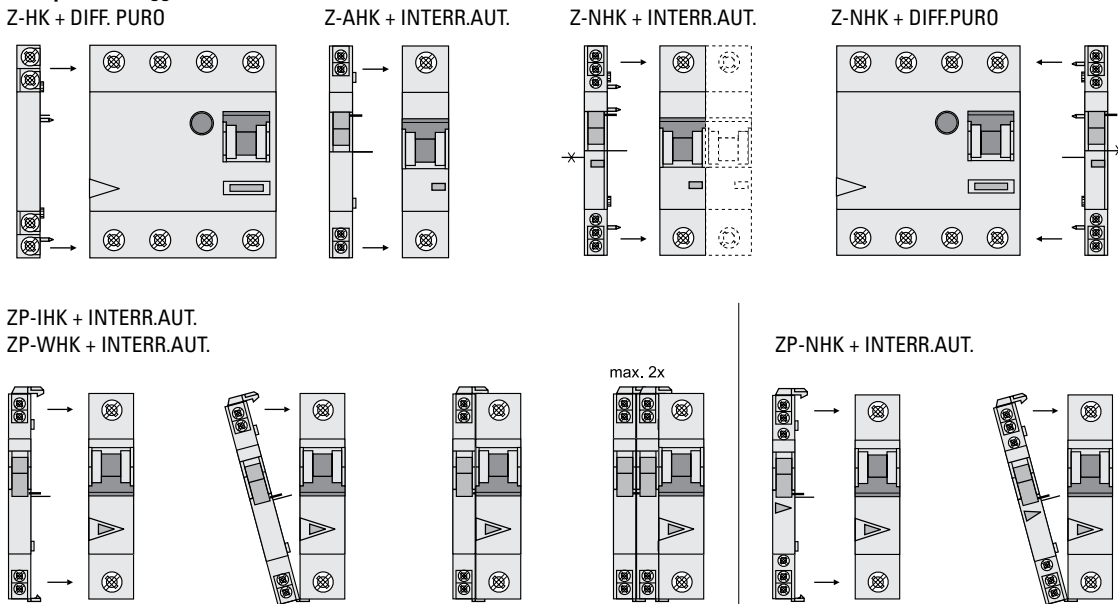 Z-HK + DIFF. PURO
Z-AHK + INTERR.AUT.
Z-NHK + INTERR.AUT.
Z-NHK + DIFF.PURO
ZP-IHK + INTERR.AUT.
ZP-WHK + INTERR.AUT.
max. 2x
ZP-NHK + INTERR.AUT.